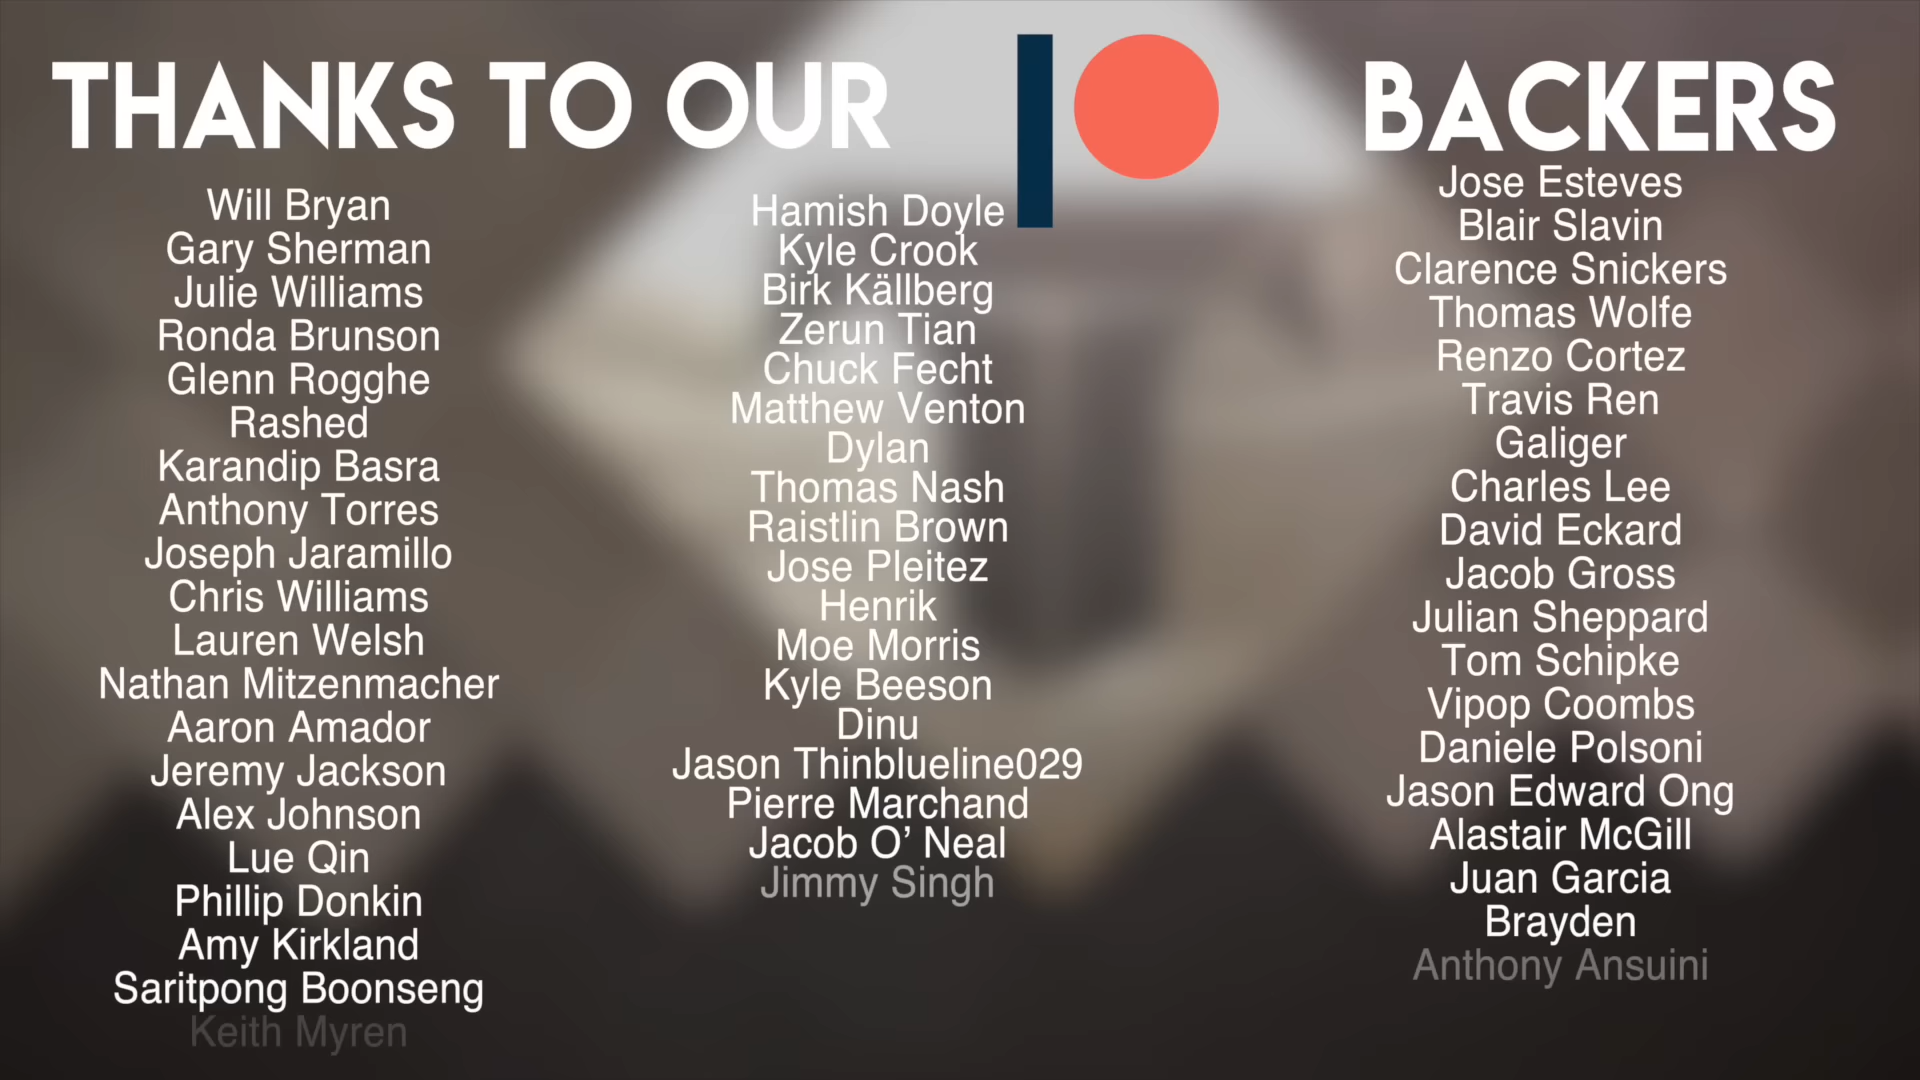 THANKS TO OUR BACKERS
Will Bryan
Gary Sherman
Julie Williams
Ronda Brunson
Glenn Rogghe
Rashed
Karandip Basra
Anthony Torres
Joseph Jaramillo
Chris Williams
Lauren Welsh
Nathan Mitzenmacher
Aaron Amador
Jeremy Jackson
Alex Johnson
Lue Qin
Phillip Donkin
Amy Kirkland
Saritpong Boonseng
Keith Myren
Hamish Doyle
Kyle Crook
Birk Källberg
Zerun Tian
Chuck Fecht
Matthew Venton
Dylan
Thomas Nash
Raistlin Brown
Jose Pleitez
Henrik
Moe Morris
Kyle Beeson
Dinu
Jason Thinblueline029
Pierre Marchand
Jacob O’ Neal
Jimmy Singh
Jose Esteves
Blair Slavin
Clarence Snickers
Thomas Wolfe
Renzo Cortez
Travis Ren
Galiger
Charles Lee
David Eckard
Jacob Gross
Julian Sheppard
Tom Schipke
Vipop Coombs
Daniele Polsoni
Jason Edward Ong
Alastair McGill
Juan Garcia
Brayden
Anthony Ansuini